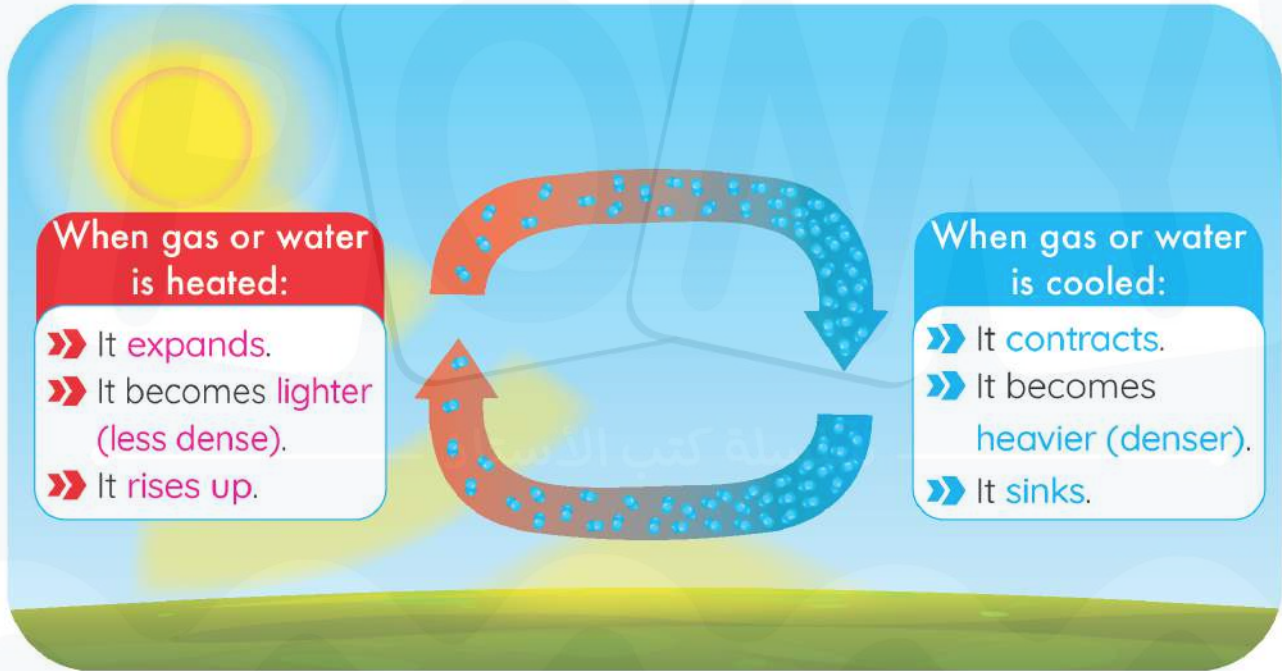 When gas or water
is heated:
It expands.
It becomes lighter
(less dense).
It rises up.
When gas or water
is cooled:
It contracts.
It becomes
heavier (denser).
It sinks.